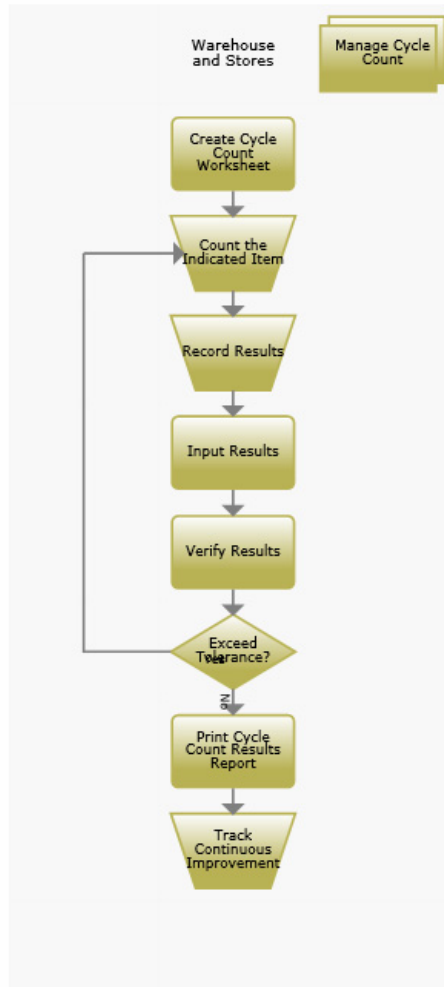 Warehouse
and Stores
Manage Cycle
Count
Create Cycle
Count
Worksheet
Count the
Indicated Item
Record Results
Input Results
Verify Results
Exceed
Tolerance?
Yes
No
Print Cycle
Count Results
Report
Track
Continuous
Improvement